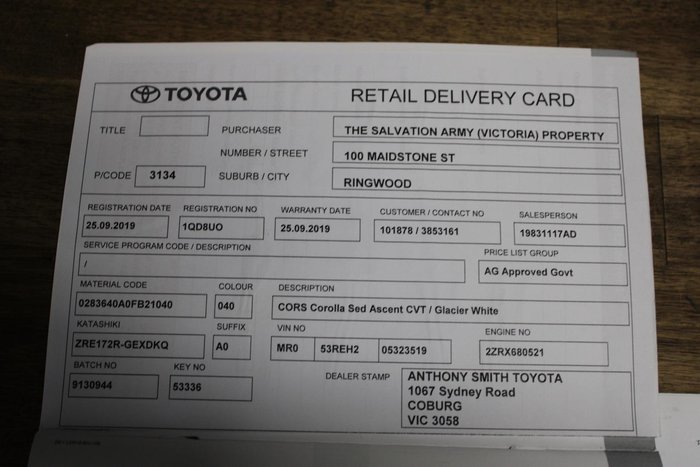 TOYOTA RETAIL DELIVERY CARD
TITLE PURCHASER THE SALVATION ARMY (VICTORIA) PROPERTY
NUMBER / STREET 100 MAIDSTONE ST
P/CODE 3134 SUBURB / CITY RINGWOOD
REGISTRATION DATE REGISTRATION NO WARRANTY DATE CUSTOMER / CONTACT NO SALESPERSON
25.09.2019 1QD8UO 25.09.2019 101878 / 3853161 19831117AD
SERVICE PROGRAM CODE / DESCRIPTION PRICE LIST GROUP
/ AG Approved Govt
MATERIAL CODE COLOUR DESCRIPTION
0283640A0FB21040 040 CORS Corolla Sed Ascent CVT / Glacier White
KATASHIKI SUFFIX VIN NO ENGINE NO
ZRE172R-GEXDKQ A0 MR0 53REH2 05323519 2ZRX680521
BATCH NO KEY NO DEALER STAMP ANTHONY SMITH TOYOTA
9130944 53336 1067 Sydney Road
COBURG
VIC 3058